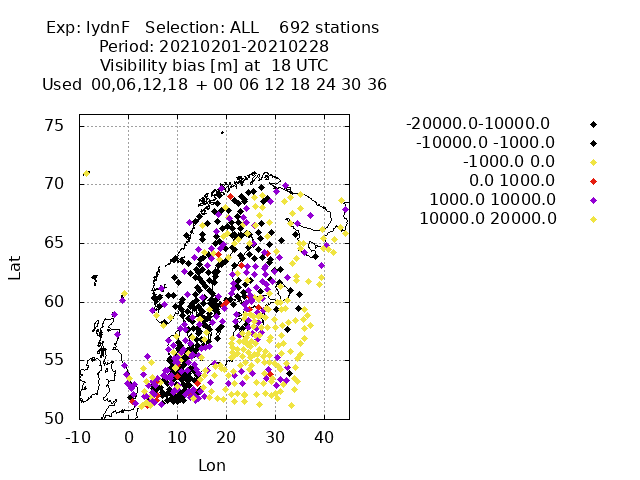 Exp: IydnF   Selection: ALL    692 stations
Period: 20210201-20210228
Visibility bias [m] at  18 UTC
Used  00,06,12,18  + 00 06 12 18 24 30 36
-20000.0-10000.0
-10000.0 -1000.0
-1000.0 0.0
0.0 1000.0
1000.0 10000.0
10000.0 20000.0
75
70
65
60
55
50
Lat
-10 0 10 20 30 40
Lon